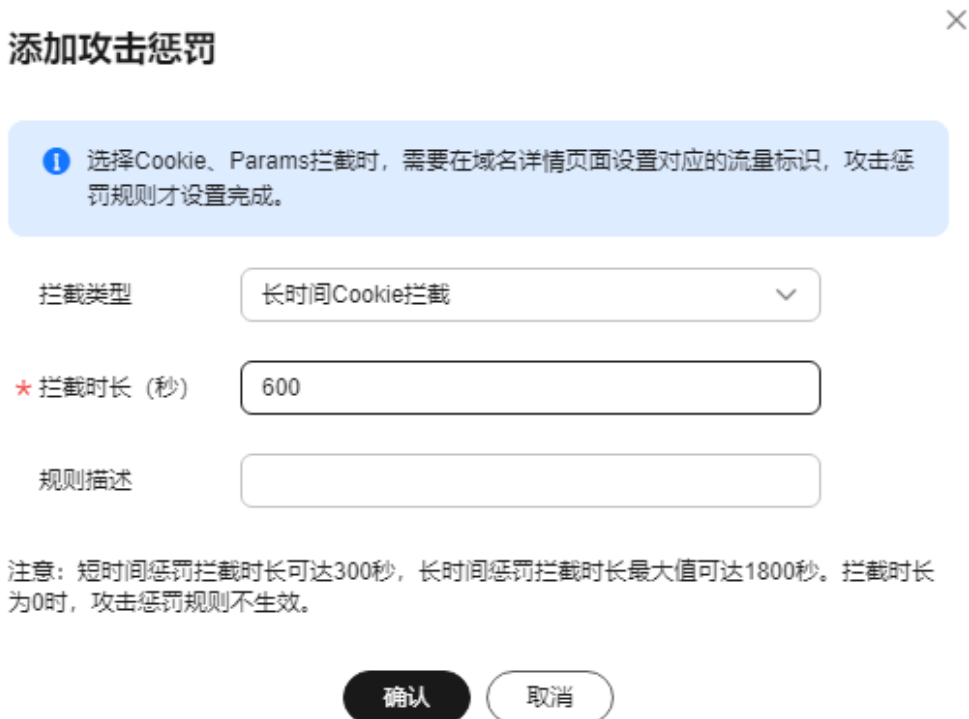 添加攻击惩罚
选择Cookie、Params拦截时，需要在域名详情页面设置对应的流量标识，攻击惩
罚规则才设置完成。
拦截类型 长时间Cookie拦截
* 拦截时长（秒） 600
规则描述
注意：短时间惩罚拦截时长可达300秒，长时间惩罚拦截时长最大值可达1800秒。拦截时长
为0时，攻击惩罚规则不生效。
确认 取消